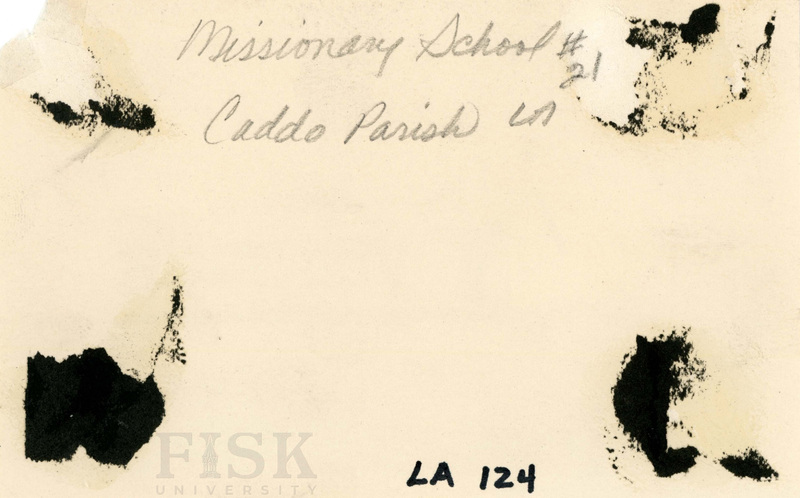 Missionary School #
21
Caddo Parish La
FISK
UNIVERSITY
LA 124